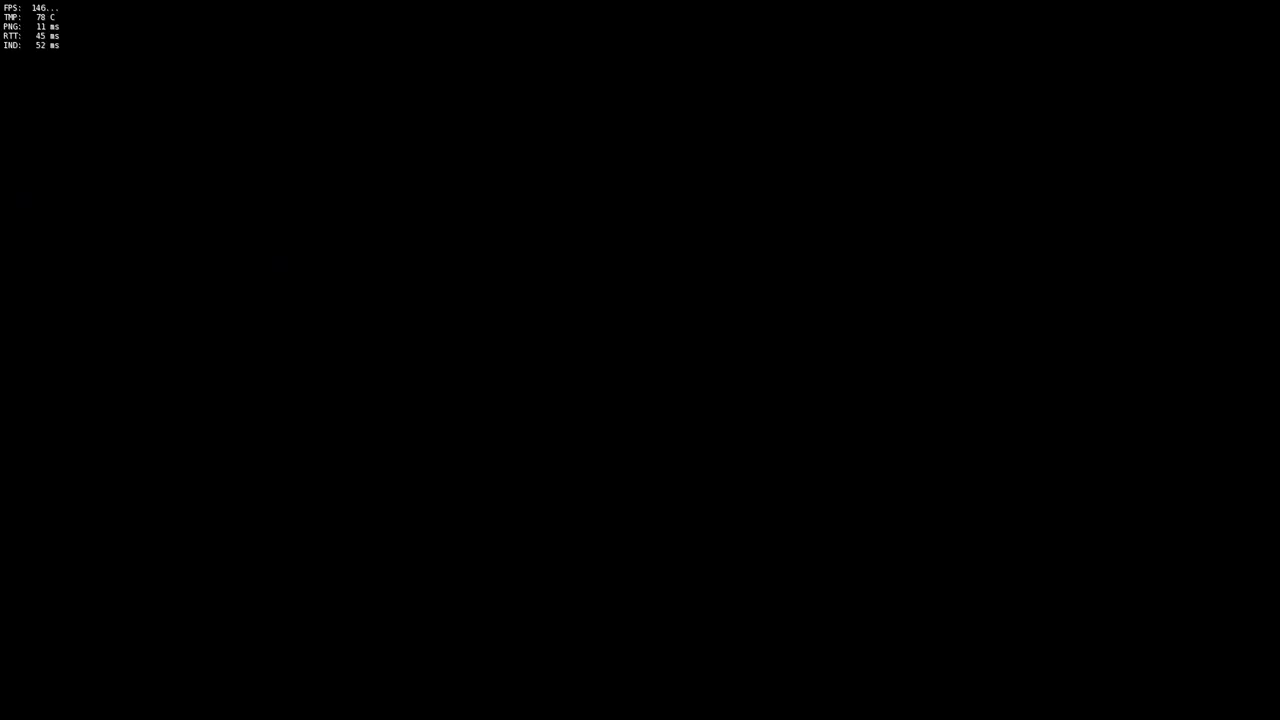 FPS: 146...
TMP: 78 C
PNG: 11 ms
RTT: 45 ms
IND: 52 ms